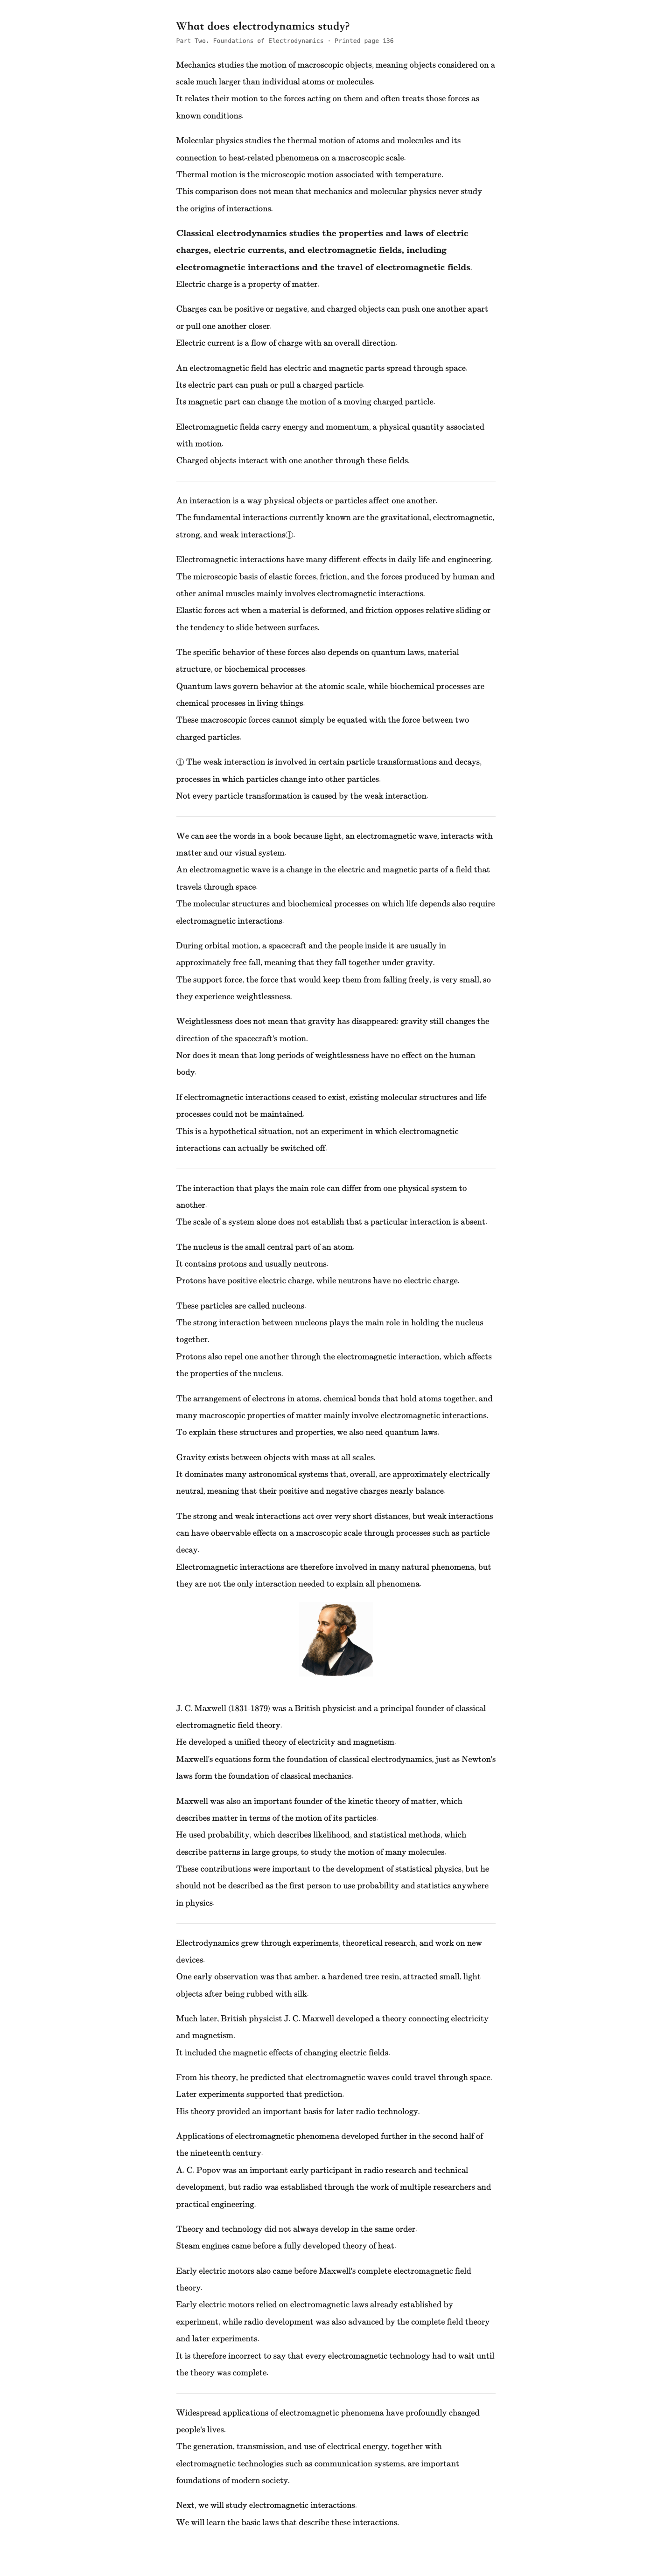 What does electrodynamics study?
Part Two. Foundations of Electrodynamics · Printed page 136
Mechanics studies the motion of macroscopic objects, meaning objects considered on a
scale much larger than individual atoms or molecules.
It relates their motion to the forces acting on them and often treats those forces as
known conditions.
Molecular physics studies the thermal motion of atoms and molecules and its
connection to heat-related phenomena on a macroscopic scale.
Thermal motion is the microscopic motion associated with temperature.
This comparison does not mean that mechanics and molecular physics never study
the origins of interactions.
Classical electrodynamics studies the properties and laws of electric
charges, electric currents, and electromagnetic fields, including
electromagnetic interactions and the travel of electromagnetic fields.
Electric charge is a property of matter.
Charges can be positive or negative, and charged objects can push one another apart
or pull one another closer.
Electric current is a flow of charge with an overall direction.
An electromagnetic field has electric and magnetic parts spread through space.
Its electric part can push or pull a charged particle.
Its magnetic part can change the motion of a moving charged particle.
Electromagnetic fields carry energy and momentum, a physical quantity associated
with motion.
Charged objects interact with one another through these fields.
An interaction is a way physical objects or particles affect one another.
The fundamental interactions currently known are the gravitational, electromagnetic,
strong, and weak interactions①.
Electromagnetic interactions have many different effects in daily life and engineering.
The microscopic basis of elastic forces, friction, and the forces produced by human and
other animal muscles mainly involves electromagnetic interactions.
Elastic forces act when a material is deformed, and friction opposes relative sliding or
the tendency to slide between surfaces.
The specific behavior of these forces also depends on quantum laws, material
structure, or biochemical processes.
Quantum laws govern behavior at the atomic scale, while biochemical processes are
chemical processes in living things.
These macroscopic forces cannot simply be equated with the force between two
charged particles.
① The weak interaction is involved in certain particle transformations and decays,
processes in which particles change into other particles.
Not every particle transformation is caused by the weak interaction.
We can see the words in a book because light, an electromagnetic wave, interacts with
matter and our visual system.
An electromagnetic wave is a change in the electric and magnetic parts of a field that
travels through space.
The molecular structures and biochemical processes on which life depends also require
electromagnetic interactions.
During orbital motion, a spacecraft and the people inside it are usually in
approximately free fall, meaning that they fall together under gravity.
The support force, the force that would keep them from falling freely, is very small, so
they experience weightlessness.
Weightlessness does not mean that gravity has disappeared: gravity still changes the
direction of the spacecraft's motion.
Nor does it mean that long periods of weightlessness have no effect on the human
body.
If electromagnetic interactions ceased to exist, existing molecular structures and life
processes could not be maintained.
This is a hypothetical situation, not an experiment in which electromagnetic
interactions can actually be switched off.
The interaction that plays the main role can differ from one physical system to
another.
The scale of a system alone does not establish that a particular interaction is absent.
The nucleus is the small central part of an atom.
It contains protons and usually neutrons.
Protons have positive electric charge, while neutrons have no electric charge.
These particles are called nucleons.
The strong interaction between nucleons plays the main role in holding the nucleus
together.
Protons also repel one another through the electromagnetic interaction, which affects
the properties of the nucleus.
The arrangement of electrons in atoms, chemical bonds that hold atoms together, and
many macroscopic properties of matter mainly involve electromagnetic interactions.
To explain these structures and properties, we also need quantum laws.
Gravity exists between objects with mass at all scales.
It dominates many astronomical systems that, overall, are approximately electrically
neutral, meaning that their positive and negative charges nearly balance.
The strong and weak interactions act over very short distances, but weak interactions
can have observable effects on a macroscopic scale through processes such as particle
decay.
Electromagnetic interactions are therefore involved in many natural phenomena, but
they are not the only interaction needed to explain all phenomena.
J. C. Maxwell (1831-1879) was a British physicist and a principal founder of classical
electromagnetic field theory.
He developed a unified theory of electricity and magnetism.
Maxwell's equations form the foundation of classical electrodynamics, just as Newton's
laws form the foundation of classical mechanics.
Maxwell was also an important founder of the kinetic theory of matter, which
describes matter in terms of the motion of its particles.
He used probability, which describes likelihood, and statistical methods, which
describe patterns in large groups, to study the motion of many molecules.
These contributions were important to the development of statistical physics, but he
should not be described as the first person to use probability and statistics anywhere
in physics.
Electrodynamics grew through experiments, theoretical research, and work on new
devices.
One early observation was that amber, a hardened tree resin, attracted small, light
objects after being rubbed with silk.
Much later, British physicist J. C. Maxwell developed a theory connecting electricity
and magnetism.
It included the magnetic effects of changing electric fields.
From his theory, he predicted that electromagnetic waves could travel through space.
Later experiments supported that prediction.
His theory provided an important basis for later radio technology.
Applications of electromagnetic phenomena developed further in the second half of
the nineteenth century.
A. C. Popov was an important early participant in radio research and technical
development, but radio was established through the work of multiple researchers and
practical engineering.
Theory and technology did not always develop in the same order.
Steam engines came before a fully developed theory of heat.
Early electric motors also came before Maxwell's complete electromagnetic field
theory.
Early electric motors relied on electromagnetic laws already established by
experiment, while radio development was also advanced by the complete field theory
and later experiments.
It is therefore incorrect to say that every electromagnetic technology had to wait until
the theory was complete.
Widespread applications of electromagnetic phenomena have profoundly changed
people's lives.
The generation, transmission, and use of electrical energy, together with
electromagnetic technologies such as communication systems, are important
foundations of modern society.
Next, we will study electromagnetic interactions.
We will learn the basic laws that describe these interactions.